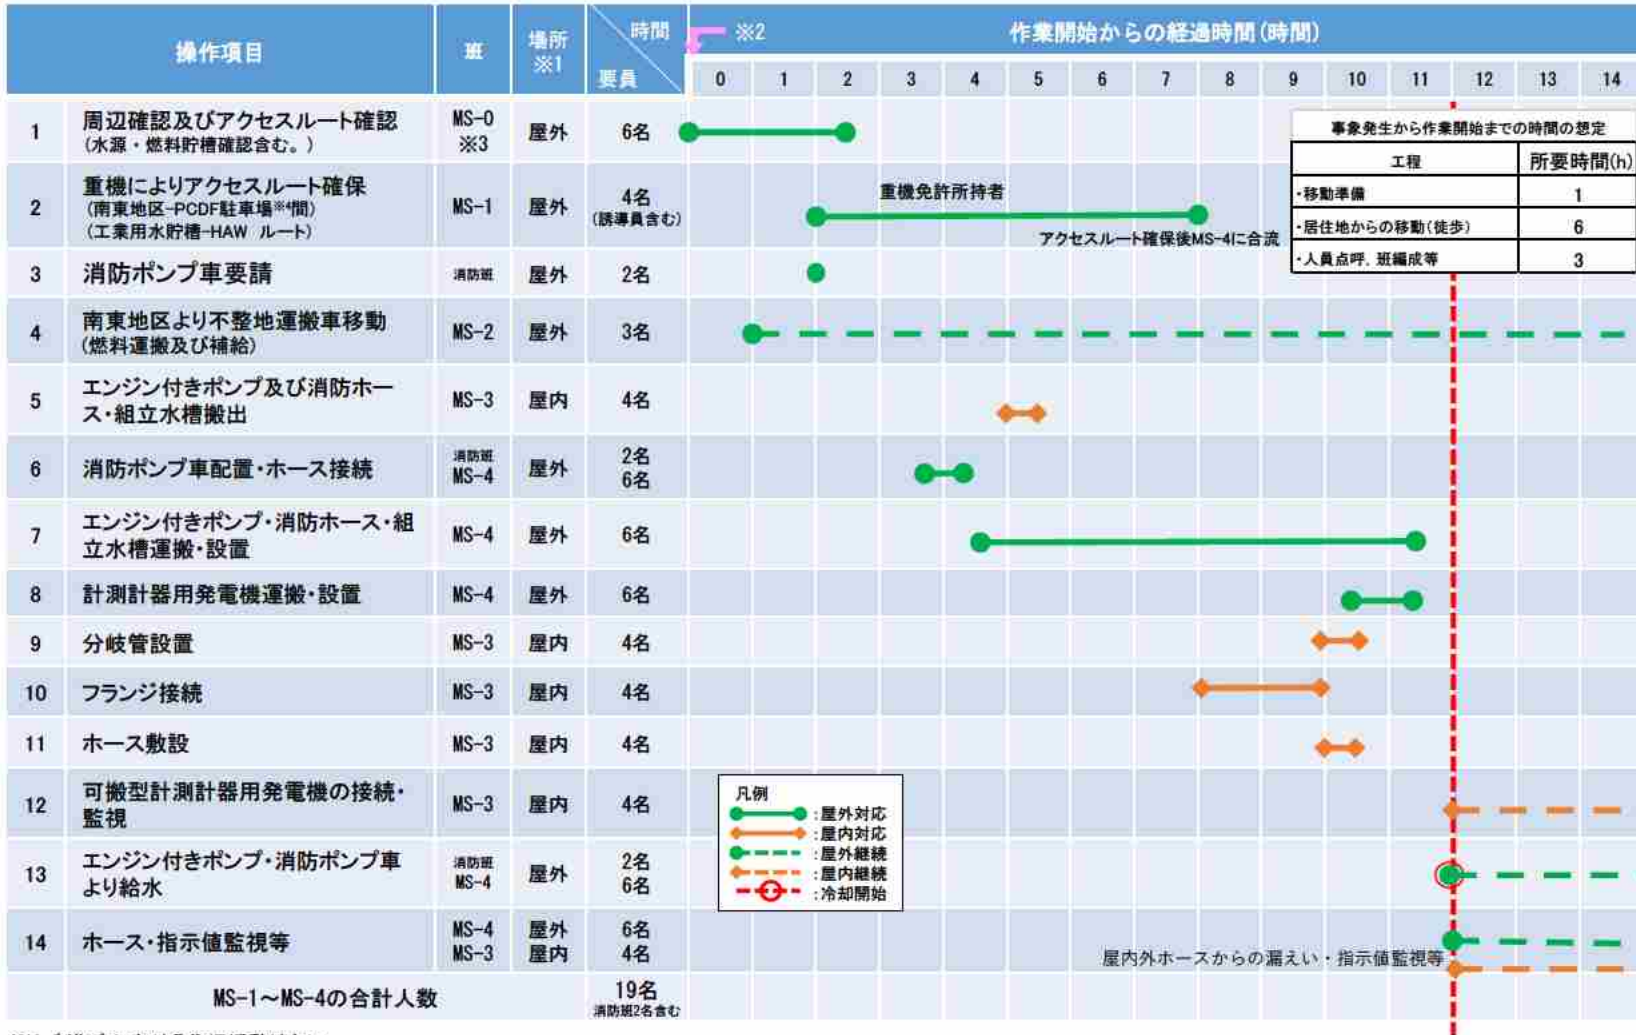 操作項目
班
場所
※1
時間
要員
※2
作業開始からの経過時間(時間)
0 1 2 3 4 5 6 7 8 9 10 11 12 13 14
1
周辺確認及びアクセスルート確認
(水源・燃料貯槽確認含む。)
MS-0
※3
屋外
6名
2
重機によりアクセスルート確保
(南東地区-PCDF駐車場※4間)
(工業用水貯槽-HAW ルート)
MS-1
屋外
4名
(誘導員含む)
重機免許所持者
アクセスルート確保後MS-4に合流
事象発生から作業開始までの時間の想定
工程 所要時間(h)
・移動準備 1
・居住地からの移動(徒歩) 6
・人員点呼、班編成等 3
3
消防ポンプ車要請
消防班
屋外
2名
4
南東地区より不整地運搬車移動
(燃料運搬及び補給)
MS-2
屋外
3名
5
エンジン付きポンプ及び消防ホー
ス・組立水槽搬出
MS-3
屋内
4名
6
消防ポンプ車配置・ホース接続
消防班
MS-4
屋外
2名
6名
7
エンジン付きポンプ・消防ホース・組
立水槽運搬・設置
MS-4
屋外
6名
8
計測計器用発電機運搬・設置
MS-4
屋外
6名
9
分岐管設置
MS-3
屋内
4名
10
フランジ接続
MS-3
屋内
4名
11
ホース敷設
MS-3
屋内
4名
12
可搬型計測計器用発電機の接続・
監視
MS-3
屋内
4名
凡例
:屋外対応
:屋内対応
:屋外継続
:屋内継続
:冷却開始
13
エンジン付きポンプ・消防ポンプ車
より給水
消防班
MS-4
屋外
2名
6名
14
ホース・指示値監視等
MS-4
MS-3
屋外
屋内
6名
4名
屋内外ホースからの漏えい・指示値監視等
MS-1～MS-4の合計人数
19名
消防班2名含む